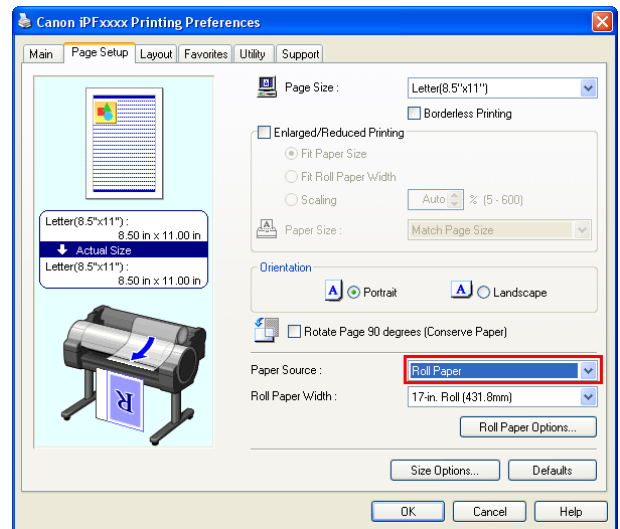 Canon iPFxxxx Printing Preferences
Main Page Setup Layout Favorites Utility Support
Page Size : Letter(8.5"x11")
Borderless Printing
Enlarged/Reduced Printing
Fit Paper Size
Fit Roll Paper Width
Scaling Auto % (5 - 600)
Paper Size : Match Page Size
Letter(8.5"x11") :
8.50 in x 11.00 in
Actual Size
Letter(8.5"x11") :
8.50 in x 11.00 in
Orientation
A Portrait A Landscape
Rotate Page 90 degrees (Conserve Paper)
Paper Source : Roll Paper
Roll Paper Width : 17-in. Roll (431.8mm)
Roll Paper Options...
R
Size Options... Defaults
OK Cancel Help